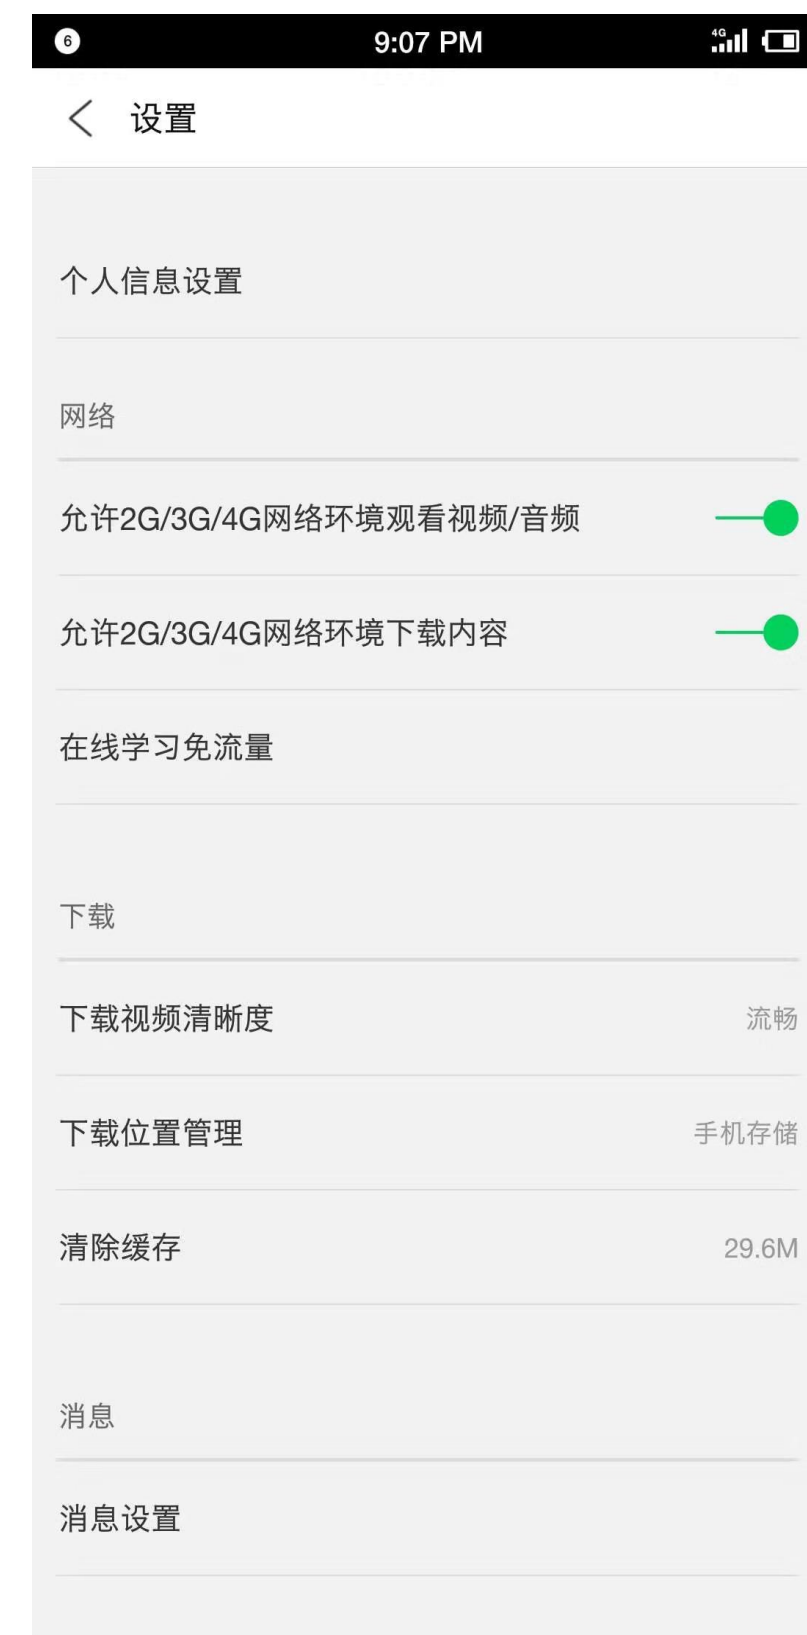 6
9:07 PM
4G
设置
个人信息设置
网络
允许2G/3G/4G网络环境观看视频/音频
允许2G/3G/4G网络环境下载内容
在线学习免流量
下载
下载视频清晰度
流畅
下载位置管理
手机存储
清除缓存
29.6M
消息
消息设置